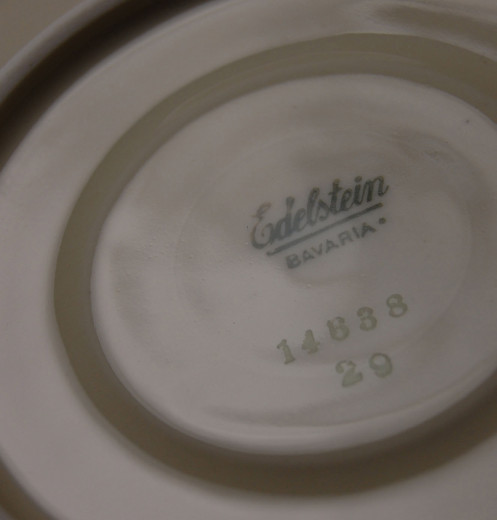 Edelstein
BAVARIA
14838
29